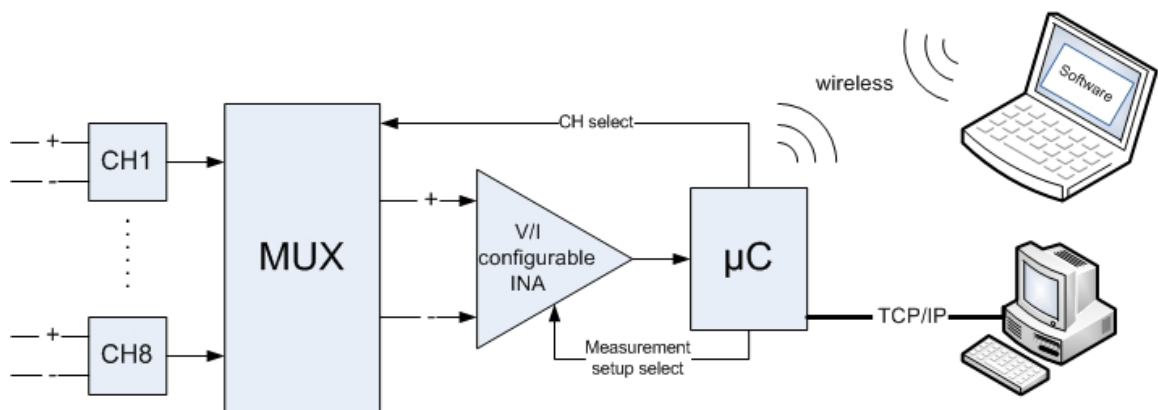 wireless
Software
CH select
+
CH1
-
+
MUX
V/I
configurable
INA
µC
-
TCP/IP
+
CH8
-
Measurement
setup select